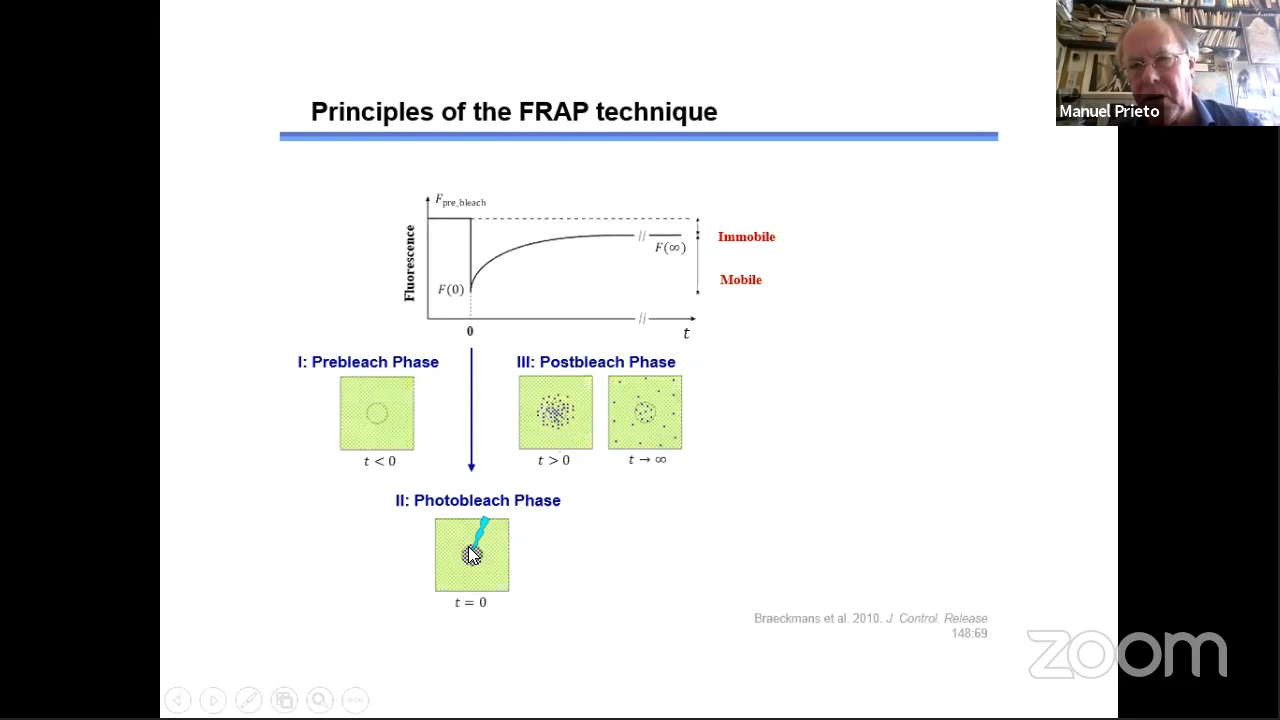 Principles of the FRAP technique
Manuel Prieto
Fpre_bleach
Fluorescence
F(0)
F(∞)
Immobile
Mobile
0
t
I: Prebleach Phase
III: Postbleach Phase
t < 0
t > 0
t → ∞
II: Photobleach Phase
t = 0
Braeckmans et al. 2010. J. Control. Release
148:69
zoom